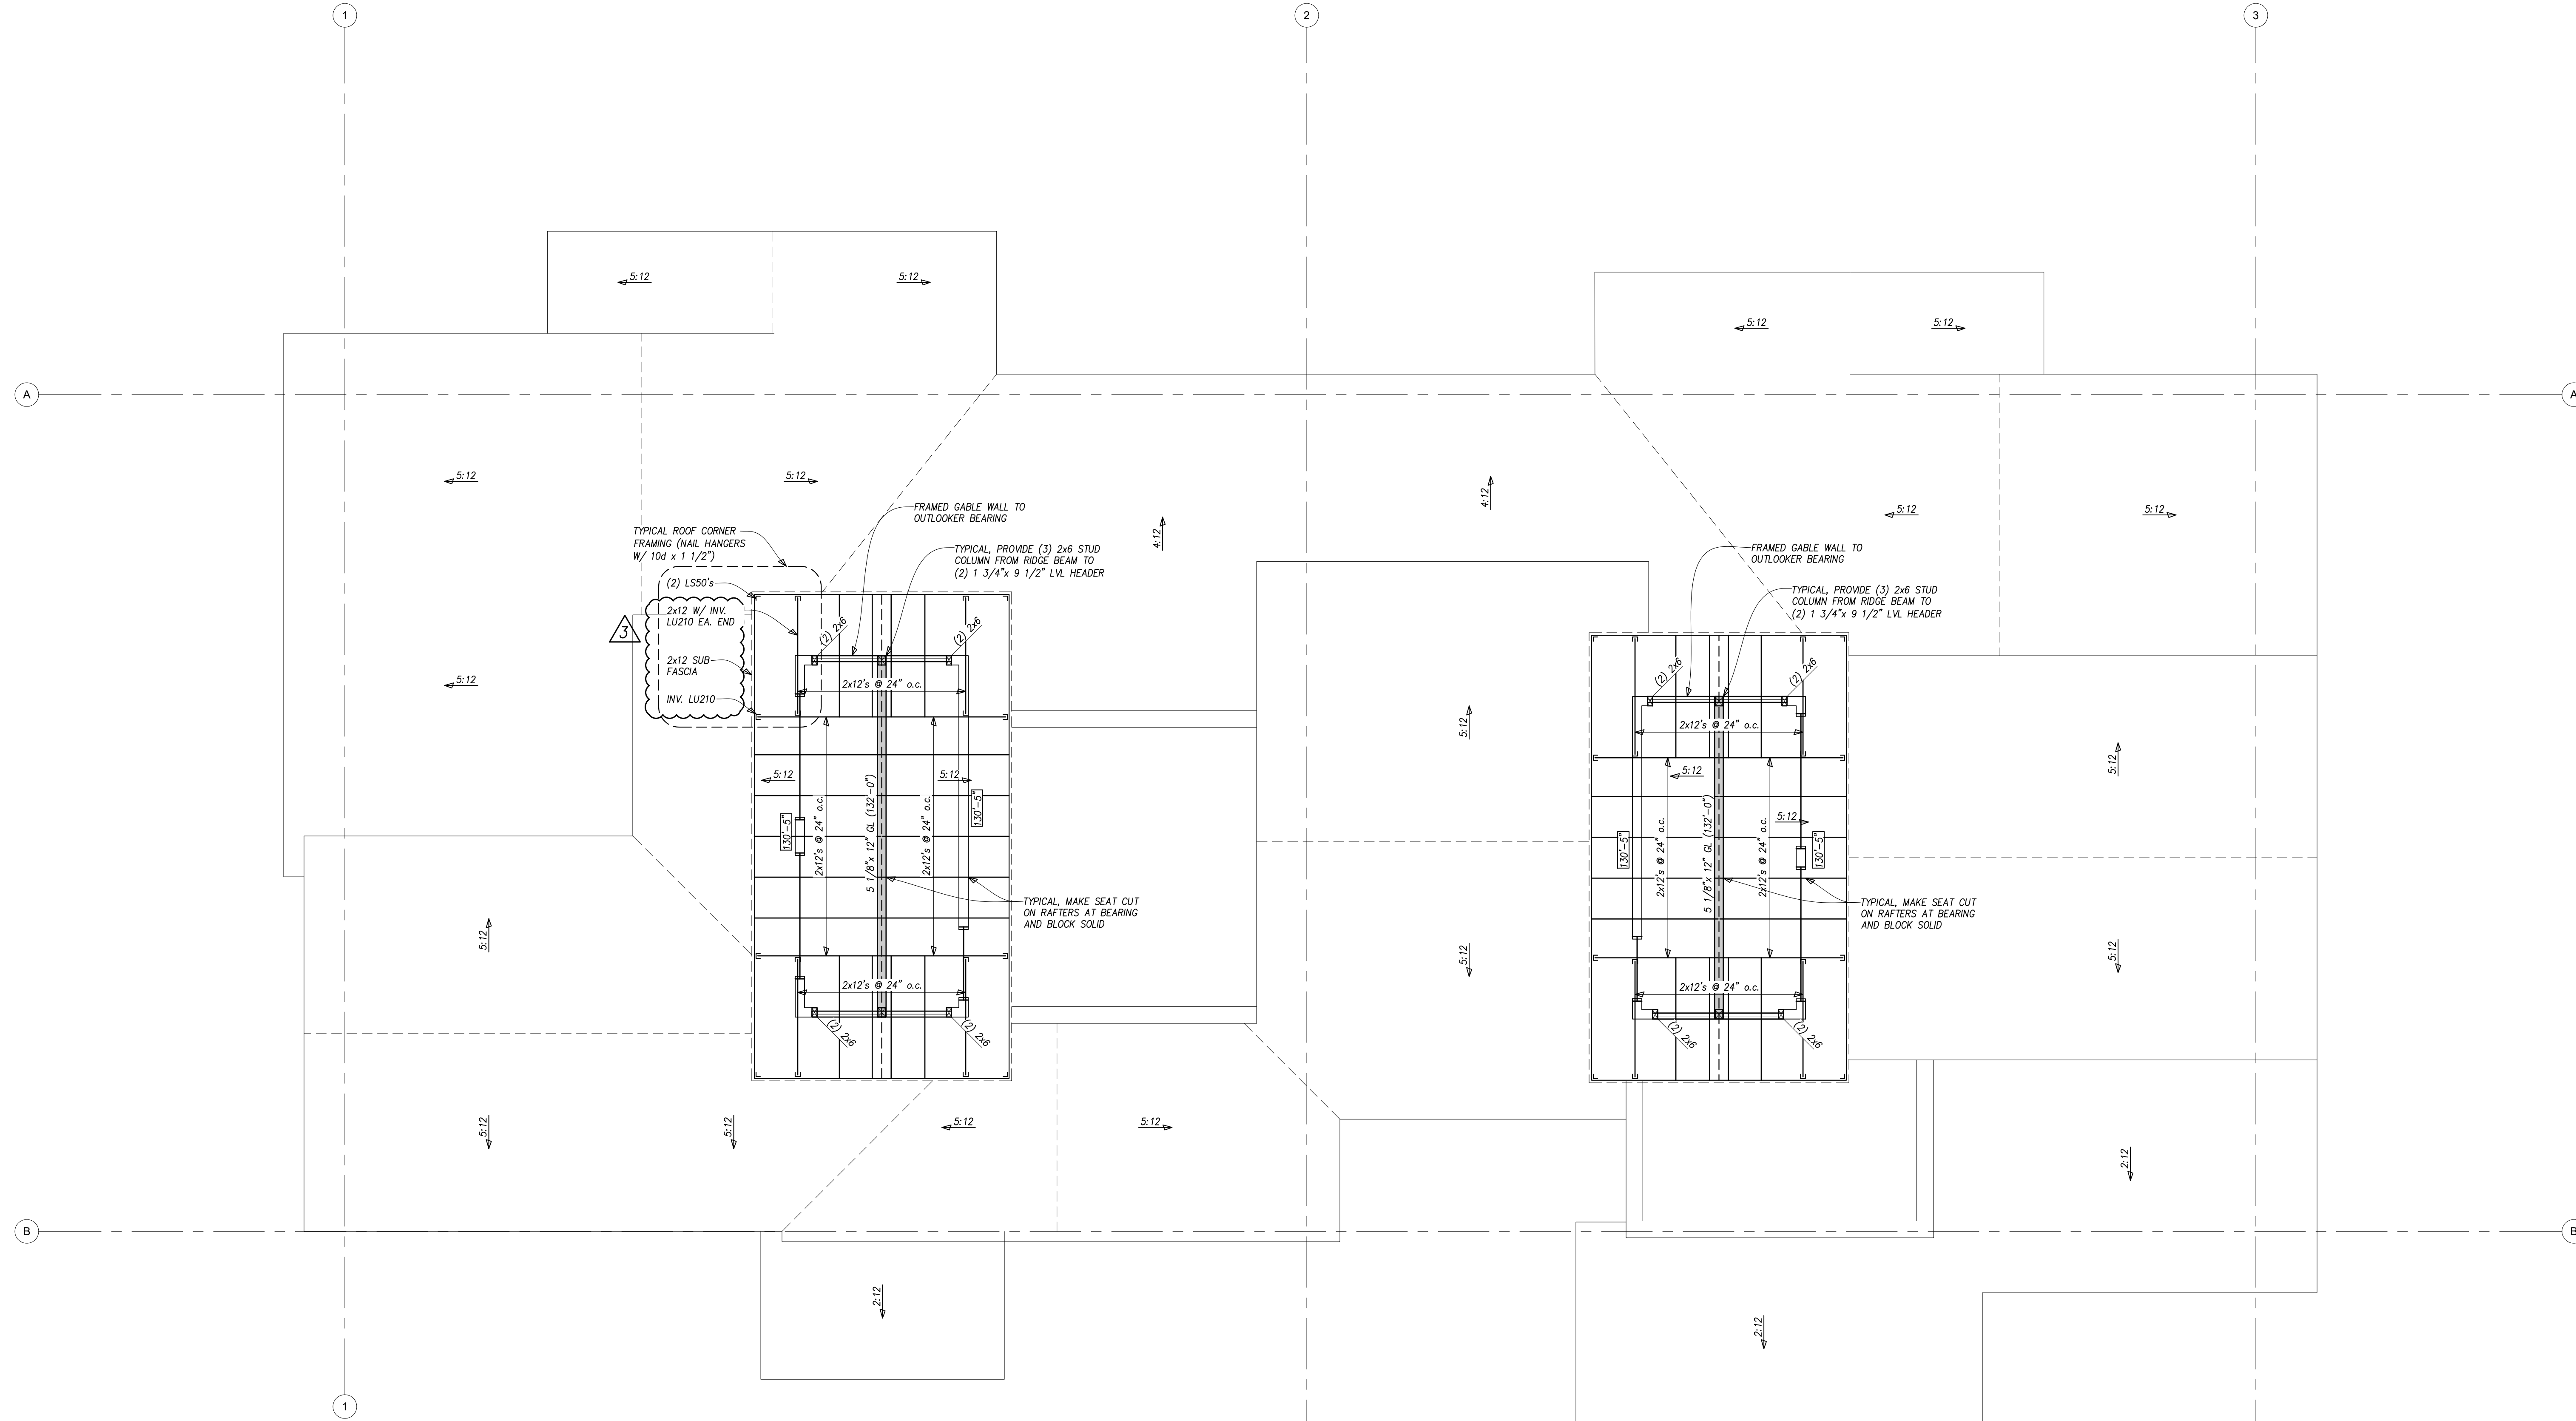 1
2
3
5:12
5:12
5:12
5:12
A
A
5:12
5:12
4:12
4:12
5:12
5:12
FRAMED GABLE WALL TO
OUTLOOKER BEARING
TYPICAL ROOF CORNER
FRAMING (NAIL HANGERS
W/ 10d x 1 1/2")
TYPICAL, PROVIDE (3) 2x6 STUD
COLUMN FROM RIDGE BEAM TO
(2) 1 3/4"x 9 1/2" LVL HEADER
(2) LS50's
2x12 W/ INV.
LU210 EA. END
3
2x12 SUB
FASCIA
INV. LU210
(2) 2x6
(2) 2x6
2x12's @ 24" o.c.
5:12
5:12
5:12
130'-5"
2x12's @ 24" o.c.
5 1/8"x 12" GL (132'-0")
2x12's @ 24" o.c.
130'-5"
TYPICAL, MAKE SEAT CUT
ON RAFTERS AT BEARING
AND BLOCK SOLID
2x12's @ 24" o.c.
(2) 2x6
(2) 2x6
FRAMED GABLE WALL TO
OUTLOOKER BEARING
TYPICAL, PROVIDE (3) 2x6 STUD
COLUMN FROM RIDGE BEAM TO
(2) 1 3/4"x 9 1/2" LVL HEADER
(2) 2x6
(2) 2x6
2x12's @ 24" o.c.
5:12
5:12
5:12
5:12
130'-5"
2x12's @ 24" o.c.
5 1/8"x 12" GL (132'-0")
2x12's @ 24" o.c.
130'-5"
TYPICAL, MAKE SEAT CUT
ON RAFTERS AT BEARING
AND BLOCK SOLID
2x12's @ 24" o.c.
(2) 2x6
(2) 2x6
5:12
5:12
5:12
5:12
5:12
5:12
5:12
2:12
B
B
2:12
2:12
1